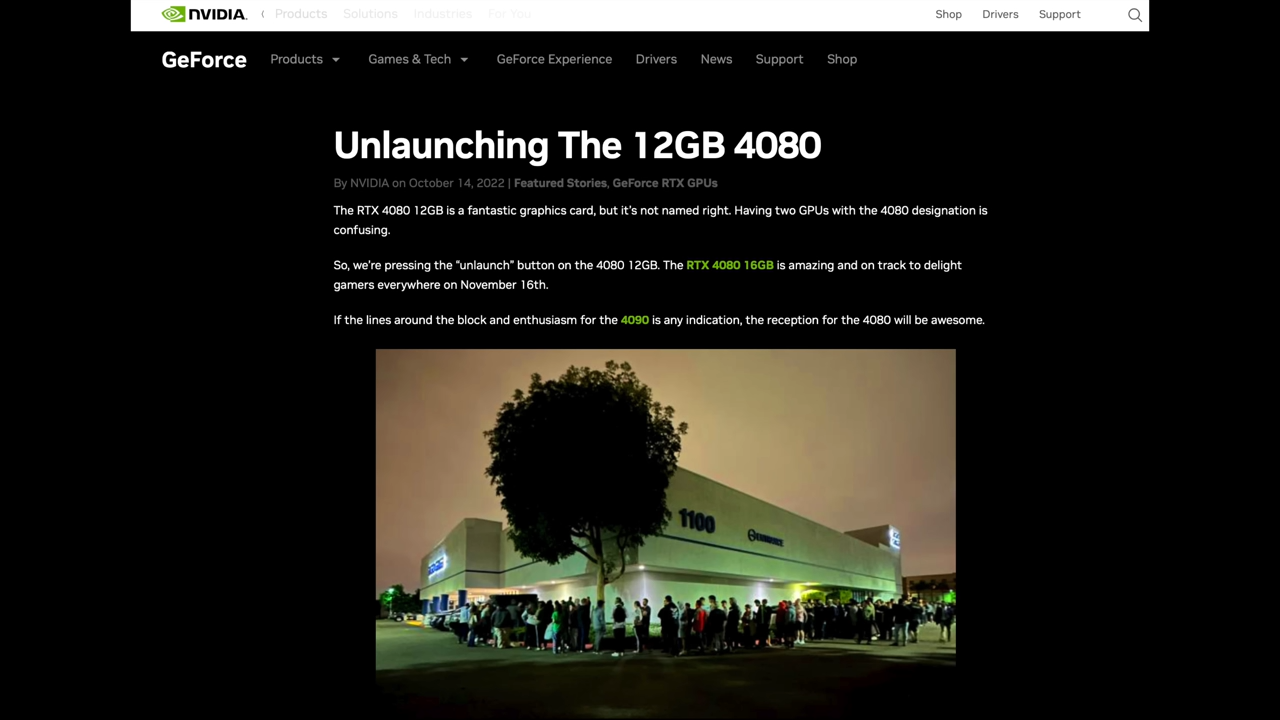 NVIDIA.
Products Solutions Industries For You
Shop Drivers Support
GeForce Products Games & Tech GeForce Experience Drivers News Support Shop
Unlaunching The 12GB 4080
By NVIDIA on October 14, 2022 | Featured Stories, GeForce RTX GPUs
The RTX 4080 12GB is a fantastic graphics card, but it’s not named right. Having two GPUs with the 4080 designation is
confusing.
So, we’re pressing the “unlaunch” button on the 4080 12GB. The RTX 4080 16GB is amazing and on track to delight
gamers everywhere on November 16th.
If the lines around the block and enthusiasm for the 4090 is any indication, the reception for the 4080 will be awesome.
1100